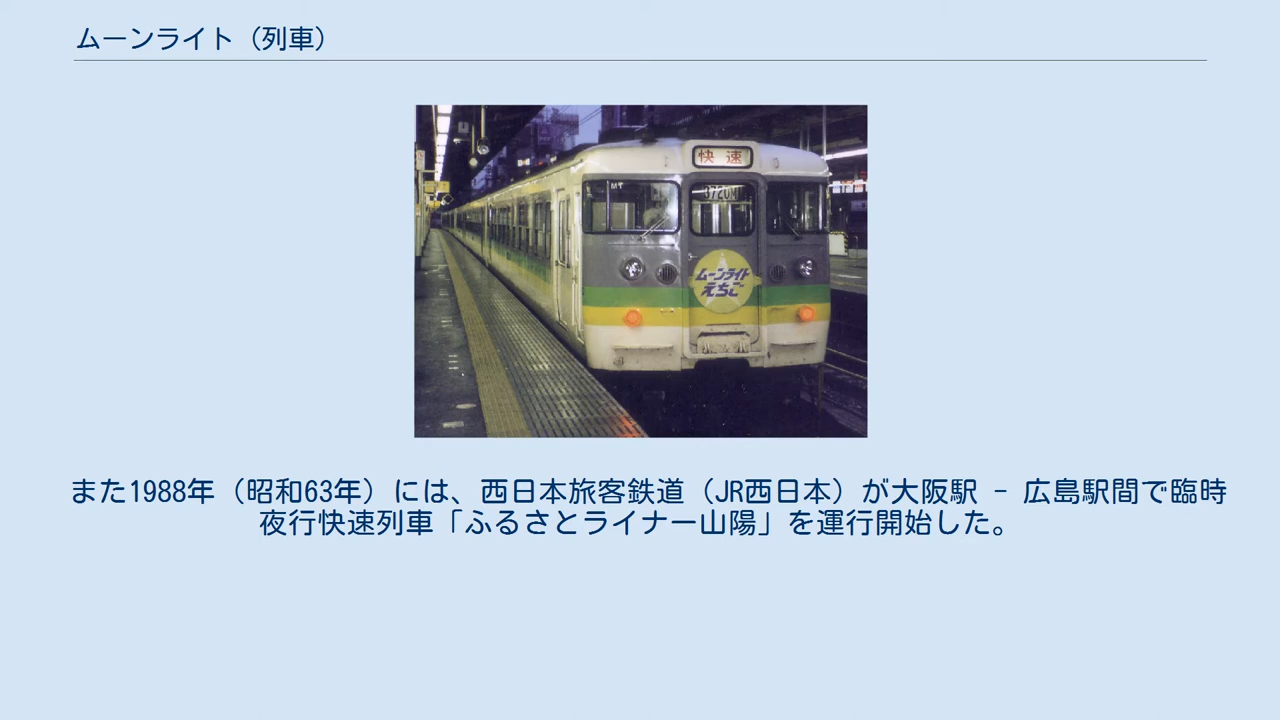 ムーンライト（列車）
快速
3720M
ムーンライト
えちご
また1988年（昭和63年）には、西日本旅客鉄道（JR西日本）が大阪駅 - 広島駅間で臨時
夜行快速列車「ふるさとライナー山陽」を運行開始した。